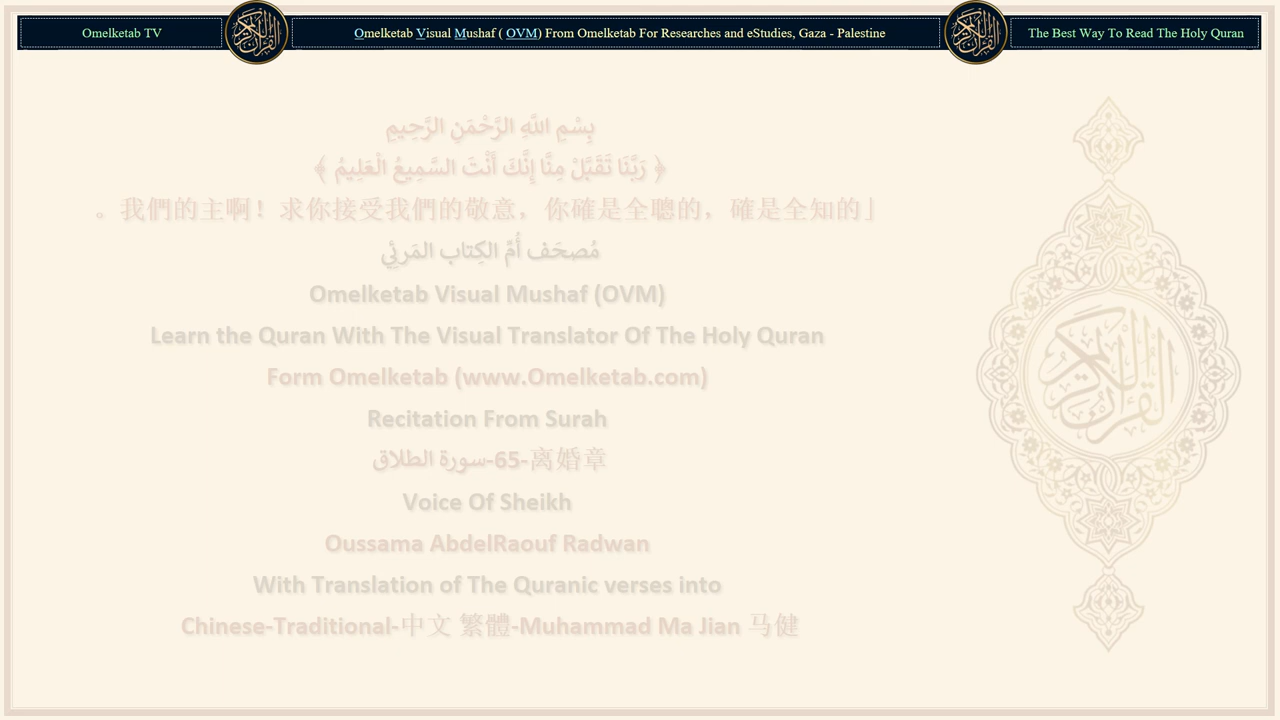 Omelketab TV
Omelketab Visual Mushaf ( OVM) From Omelketab For Researches and eStudies, Gaza - Palestine
The Best Way To Read The Holy Quran
بِسْمِ اللَّهِ الرَّحْمَنِ الرَّحِيمِ
﴿ رَبَّنَا تَقَبَّلْ مِنَّا إِنَّكَ أَنْتَ السَّمِيعُ الْعَلِيمُ ﴾
。我們的主啊！求你接受我們的敬意，你確是全聰的，確是全知的」
مُصحَف أُمِّ الكِتاب المَرئِي
Omelketab Visual Mushaf (OVM)
Learn the Quran With The Visual Translator Of The Holy Quran
Form Omelketab (www.Omelketab.com)
Recitation From Surah
سورة الطلاق-65-离婚章
Voice Of Sheikh
Oussama AbdelRaouf Radwan
With Translation of The Quranic verses into
Chinese-Traditional-中文 繁體-Muhammad Ma Jian 马健
القرآن الكريم